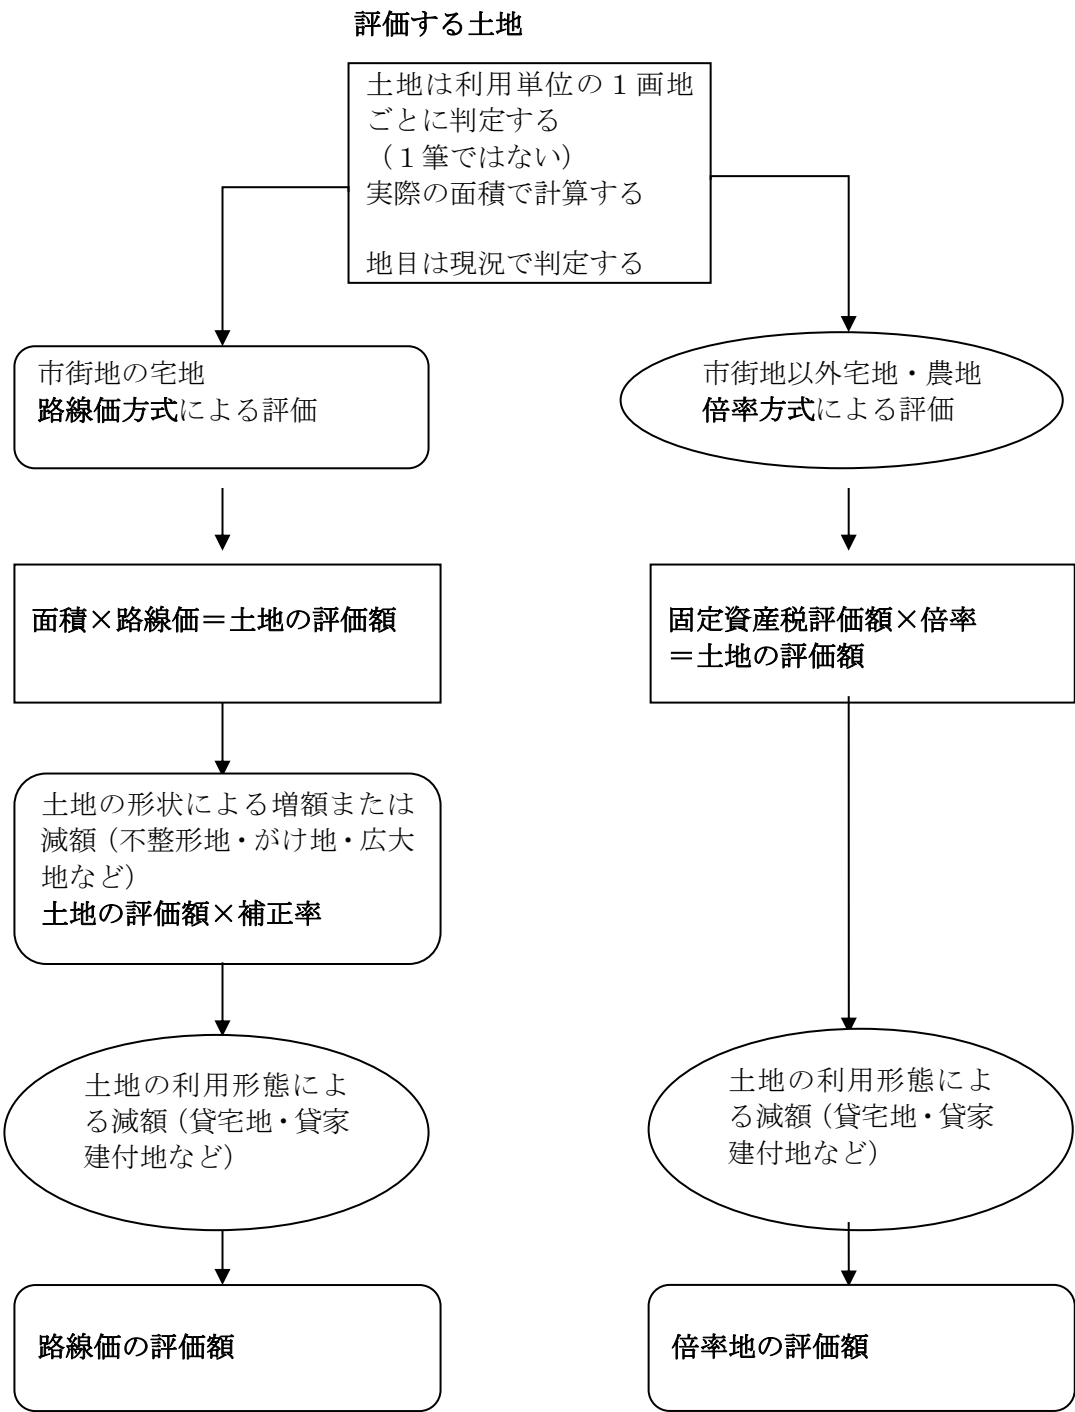 評価する土地
土地は利用単位の１画地
ごとに判定する
（１筆ではない）
実際の面積で計算する
地目は現況で判定する
市街地の宅地
路線価方式による評価
市街地以外宅地・農地
倍率方式による評価
面積×路線価＝土地の評価額
固定資産税評価額×倍率
＝土地の評価額
土地の形状による増額または
減額（不整形地・がけ地・広大
地など）
土地の評価額×補正率
土地の利用形態によ
る減額（貸宅地・貸家
建付地など）
土地の利用形態によ
る減額（貸宅地・貸家
建付地など）
路線価の評価額
倍率地の評価額